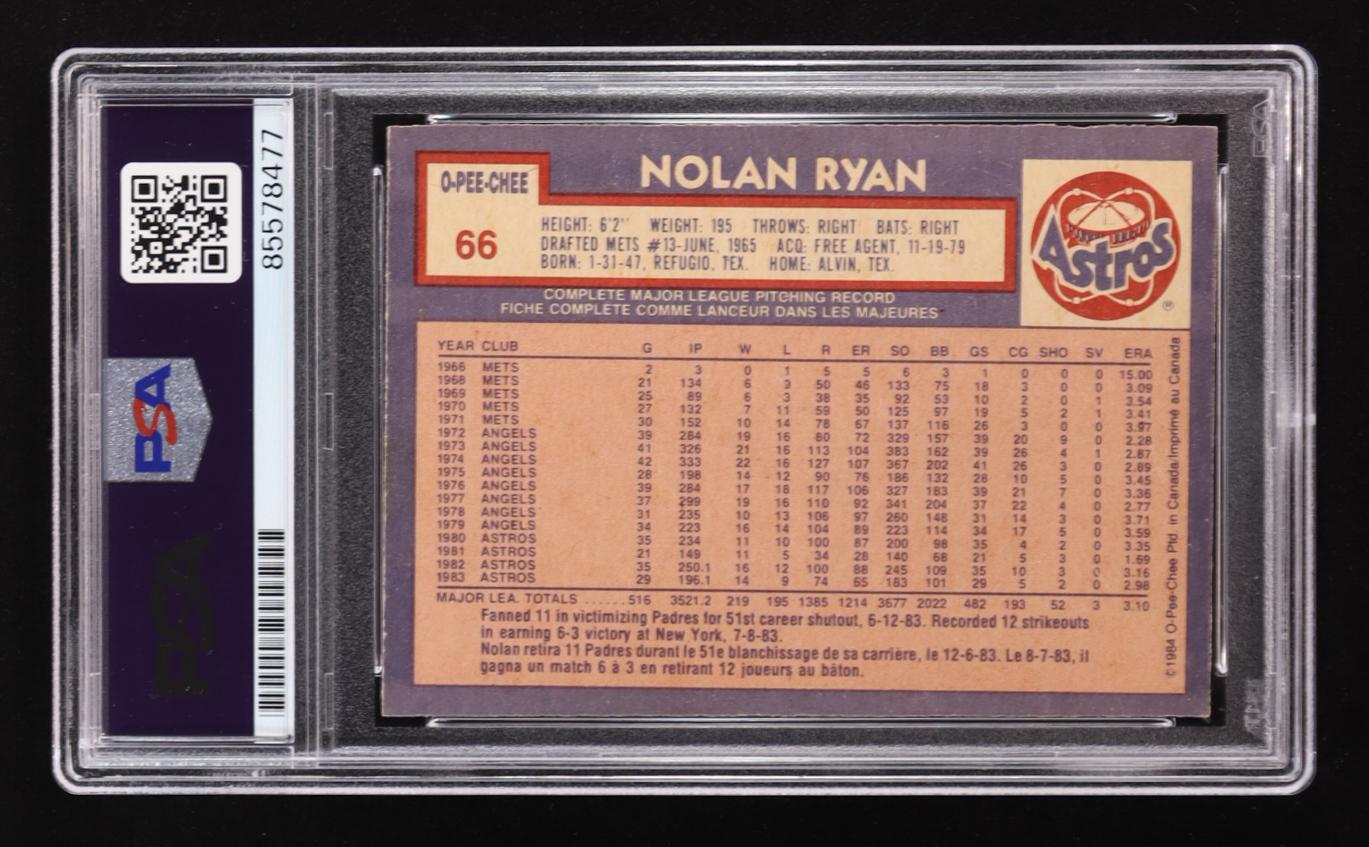 85578477
PSA
PSA
O-PEE-CHEE
66
NOLAN RYAN
HEIGHT: 6'2'' WEIGHT: 195 THROWS: RIGHT BATS: RIGHT
DRAFTED METS #13-JUNE, 1965 ACQ: FREE AGENT, 11-19-79
BORN: 1-31-47, REFUGIO, TEX. HOME: ALVIN, TEX.
Astros
®
COMPLETE MAJOR LEAGUE PITCHING RECORD
FICHE COMPLETE COMME LANCEUR DANS LES MAJEURES
YEAR CLUB G IP W L R ER SO BB GS CG SHO SV ERA
1966 METS 2 3 0 1 5 5 6 3 1 0 0 0 15.00
1968 METS 21 134 6 9 50 46 133 75 18 3 0 0 3.09
1969 METS 25 89 6 3 38 35 92 53 10 2 0 1 3.54
1970 METS 27 132 7 11 59 50 125 97 19 5 2 1 3.41
1971 METS 30 152 10 14 78 67 137 116 26 3 0 0 3.97
1972 ANGELS 39 284 19 16 80 72 329 157 39 20 9 0 2.28
1973 ANGELS 41 326 21 16 113 104 383 162 39 26 4 1 2.87
1974 ANGELS 42 333 22 16 127 107 367 202 41 26 3 0 2.89
1975 ANGELS 28 198 14 12 90 76 186 132 28 10 5 0 3.45
1976 ANGELS 39 284 17 18 117 106 327 183 39 21 7 0 3.36
1977 ANGELS 37 299 19 16 110 92 341 204 37 22 4 0 2.77
1978 ANGELS 31 235 10 13 106 97 260 148 31 14 3 0 3.71
1979 ANGELS 34 223 16 14 104 89 223 114 34 17 5 0 3.59
1980 ASTROS 35 234 11 10 100 87 200 98 35 4 2 0 3.35
1981 ASTROS 21 149 11 5 34 28 140 68 21 5 3 0 1.69
1982 ASTROS 35 250.1 16 12 100 88 245 109 35 10 3 0 3.16
1983 ASTROS 29 196.1 14 9 74 65 183 101 29 5 2 0 2.98
MAJOR LEA. TOTALS ......516 3521.2 219 195 1385 1214 3677 2022 482 193 52 3 3.10
Fanned 11 in victimizing Padres for 51st career shutout, 6-12-83. Recorded 12 strikeouts
in earning 6-3 victory at New York, 7-8-83.
Nolan retira 11 Padres durant le 51e blanchissage de sa carrière, le 12-6-83. Le 8-7-83, il
gagna un match 6 à 3 en retirant 12 joueurs au bâton.
©1984 O-Pee-Chee Ptd. in Canada/Imprimé au Canada